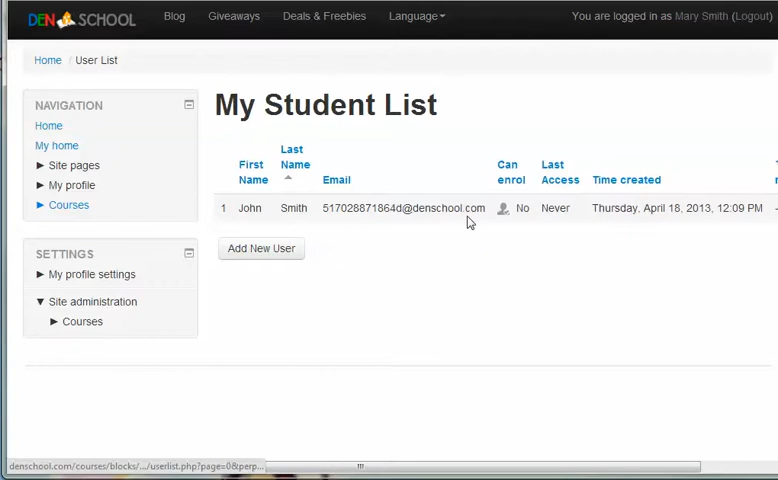 DEN SCHOOL Blog Giveaways Deals & Freebies Language You are logged in as Mary Smith (Logout)
Home / User List
NAVIGATION
Home
My home
Site pages
My profile
Courses
SETTINGS
My profile settings
Site administration
Courses
My Student List
First Name Last Name Email Can enrol Last Access Time created
1 John Smith 517028871864d@denschool.com No Never Thursday, April 18, 2013, 12:09 PM
Add New User
denschool.com/courses/blocks/.../userlist.php?page=0&perp...